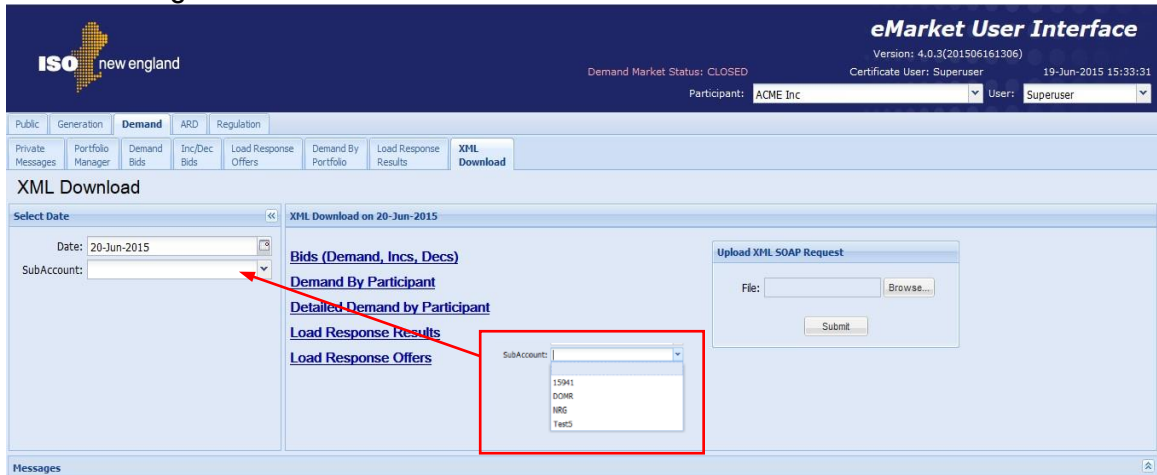 eMarket User Interface
Version: 4.0.3(201506161306)
ISO new england
Demand Market Status: CLOSED Certificate User: Superuser 19-Jun-2015 15:33:31
Participant: ACME Inc User: Superuser
Public Generation Demand ARD Regulation
Private Messages Portfolio Manager Demand Bids Inc/Dec Bids Load Response Offers Demand By Portfolio Load Response Results XML Download
XML Download
Select Date
Date: 20-Jun-2015
SubAccount:
XML Download on 20-Jun-2015
Bids (Demand, Incs, Decs)
Demand By Participant
Detailed Demand by Participant
Load Response Results
Load Response Offers
SubAccount:
15941
DOMR
NRG
Test5
Upload XML SOAP Request
File: Browse...
Submit
Messages